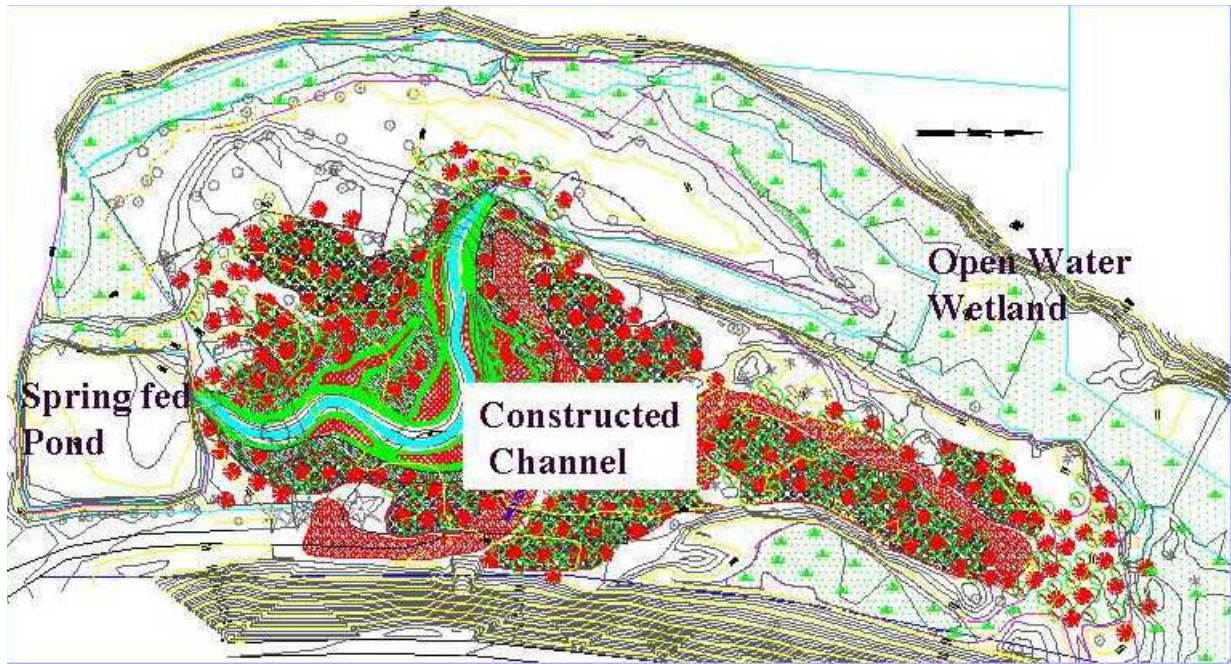 Open Water
Wetland
Spring fed
Pond
Constructed
Channel